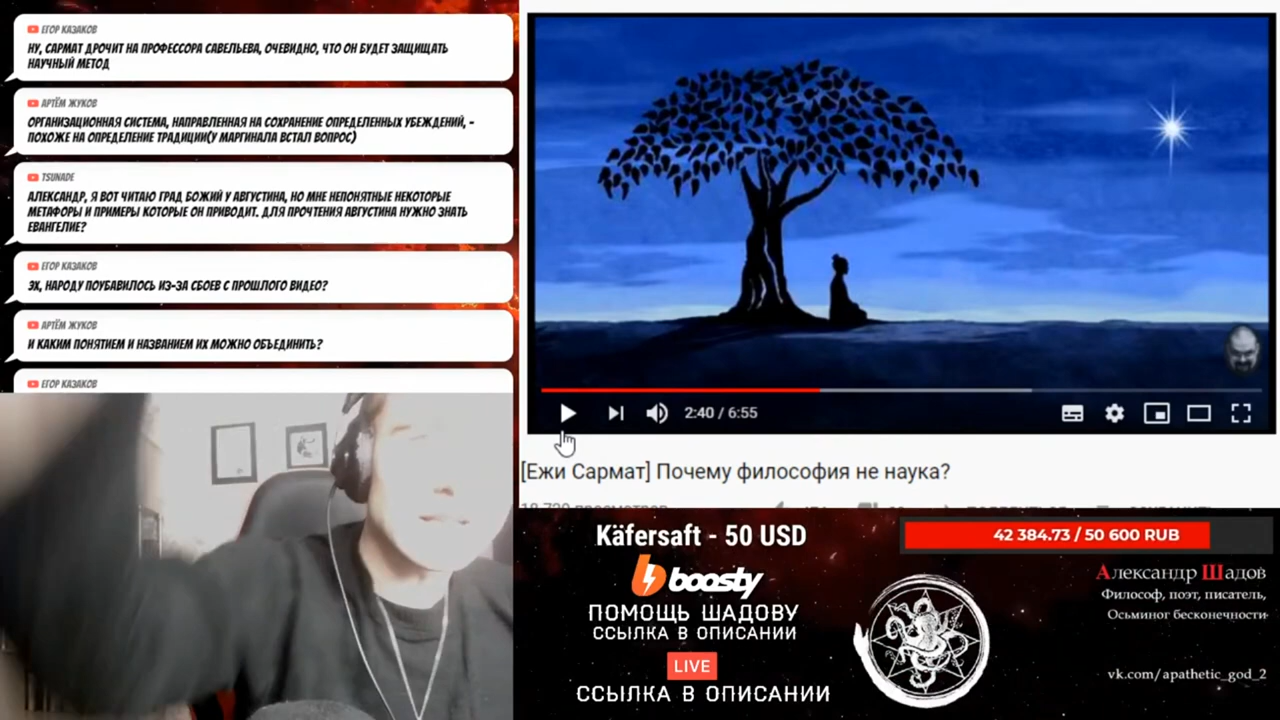 ЕГОР КАЗАКОВ
НУ, САРМАТ ДРОЧИТ НА ПРОФЕССОРА САВЕЛЬЕВА, ОЧЕВИДНО, ЧТО ОН БУДЕТ ЗАЩИЩАТЬ
НАУЧНЫЙ МЕТОД
АРТЁМ ЖУКОВ
ОРГАНИЗАЦИОННАЯ СИСТЕМА, НАПРАВЛЕННАЯ НА СОХРАНЕНИЕ ОПРЕДЕЛЕННЫХ УБЕЖДЕНИЙ, -
ПОХОЖЕ НА ОПРЕДЕЛЕНИЕ ТРАДИЦИИ(У МАРГИНАЛА ВСТАЛ ВОПРОС)
TSUNADE
АЛЕКСАНДР, Я ВОТ ЧИТАЮ ГРАД БОЖИЙ У АВГУСТИНА, НО МНЕ НЕПОНЯТНЫЕ НЕКОТОРЫЕ
МЕТАФОРЫ И ПРИМЕРЫ КОТОРЫЕ ОН ПРИВОДИТ. ДЛЯ ПРОЧТЕНИЯ АВГУСТИНА НУЖНО ЗНАТЬ
ЕВАНГЕЛИЕ?
ЕГОР КАЗАКОВ
ЭХ, НАРОДУ ПОУБАВИЛОСЬ ИЗ-ЗА СБОЕВ С ПРОШЛОГО ВИДЕО?
АРТЁМ ЖУКОВ
И КАКИМ ПОНЯТИЕМ И НАЗВАНИЕМ ИХ МОЖНО ОБЪЕДИНИТЬ?
ЕГОР КАЗАКОВ
2:40 / 6:55
[Ежи Сармат] Почему философия не наука?
Käfersaft - 50 USD
boosty
ПОМОЩЬ ШАДОВУ
ССЫЛКА В ОПИСАНИИ
LIVE
ССЫЛКА В ОПИСАНИИ
42 384.73 / 50 600 RUB
Александр Шадов
Философ, поэт, писатель,
Осьминог бесконечности
vk.com/apathetic_god_2